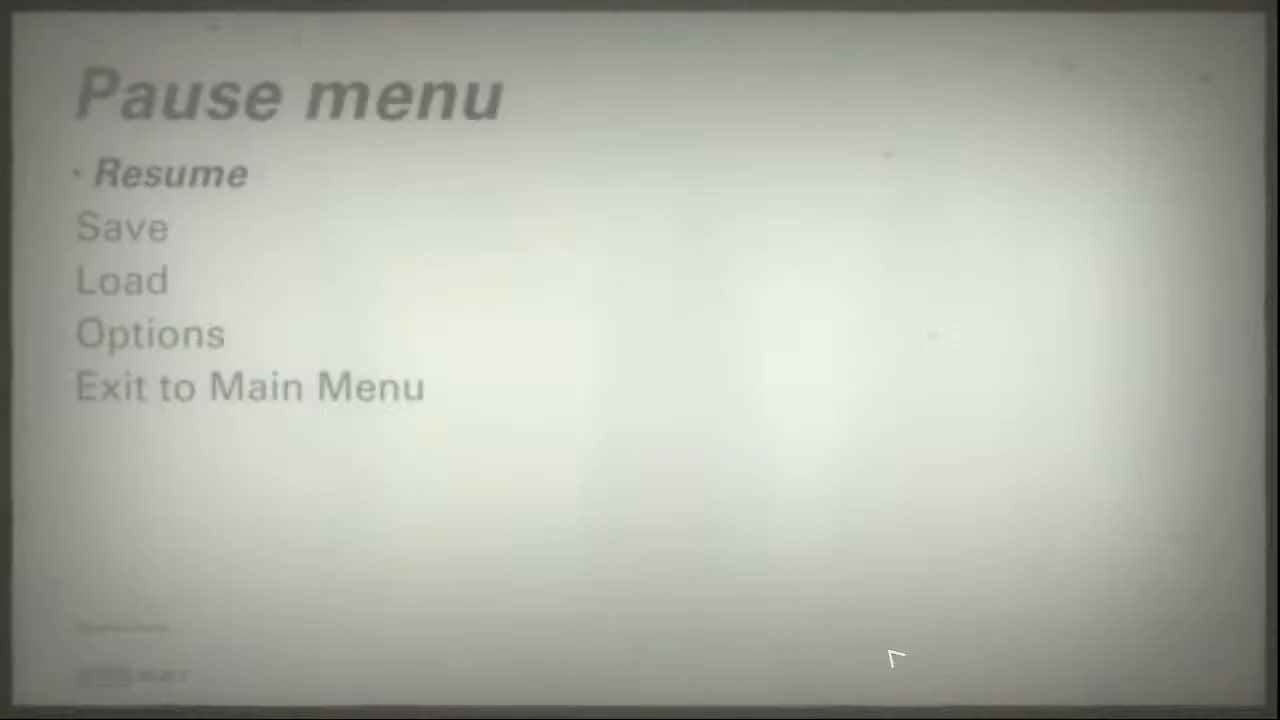 Pause menu
· Resume
Save
Load
Options
Exit to Main Menu